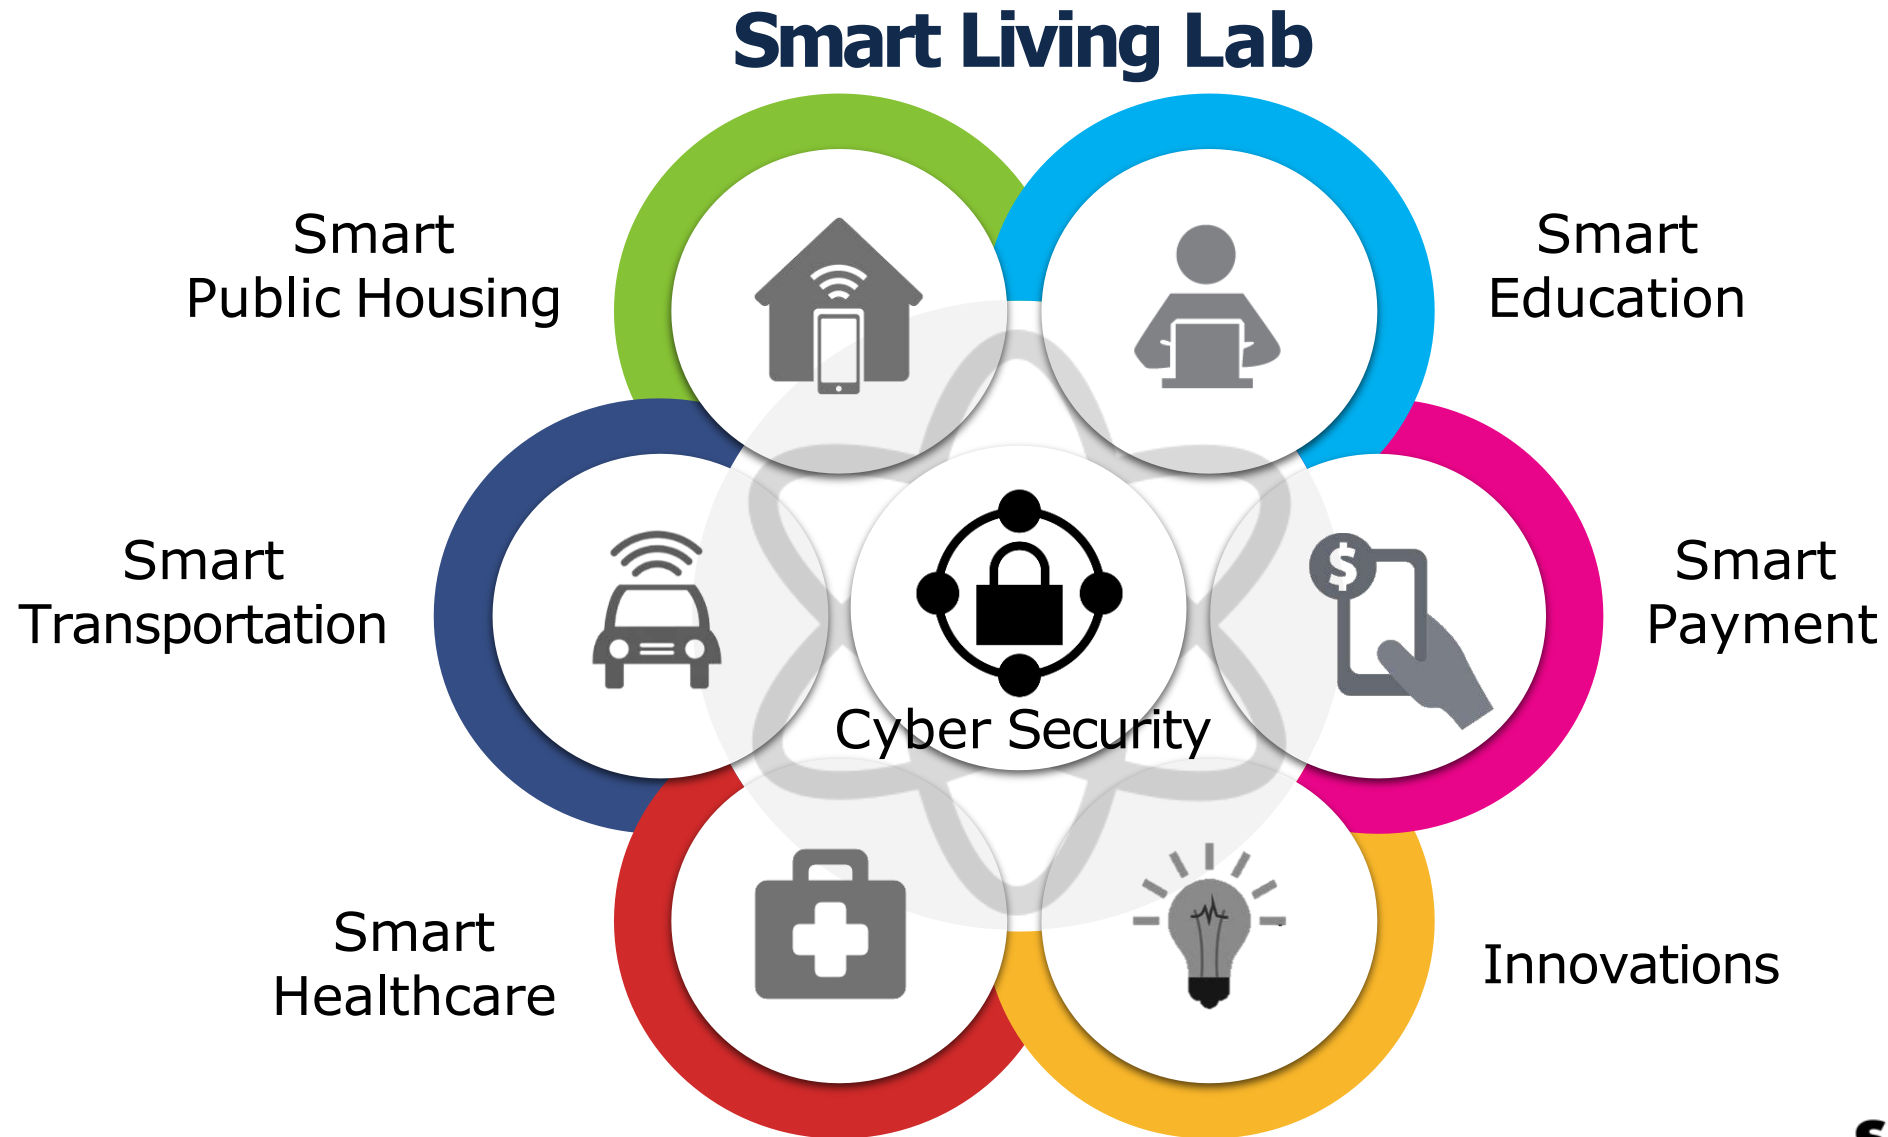 Smart Living Lab
Smart
Public Housing
Smart
Education
Smart
Transportation
$
Smart
Payment
Cyber Security
Smart
Healthcare
Innovations